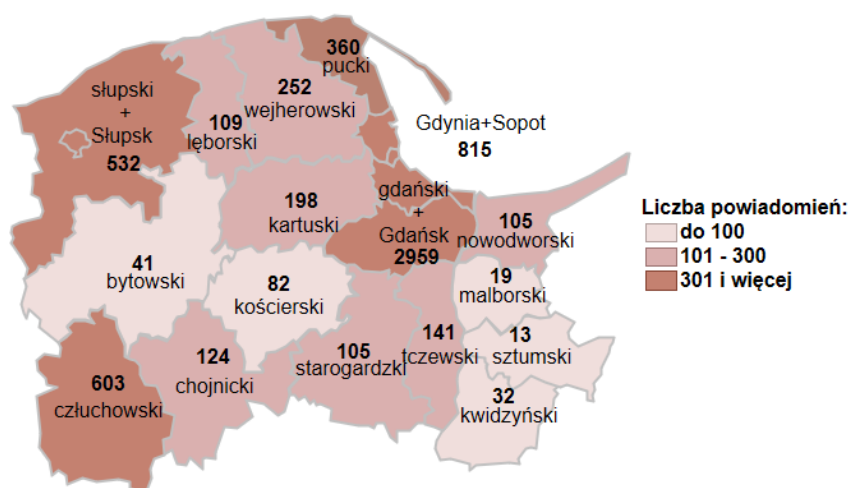 360
pucki
252
wejherowski
słupski
+
Słupsk
532
109
lęborski
Gdynia+Sopot
815
198
kartuski
gdański
+
Gdańsk
2959
105
nowodworski
41
bytowski
82
kościerski
19
malborski
603
człuchowski
124
chojnicki
105
starogardzkI
141
tczewski
13
sztumski
32
kwidzyński
Liczba powiadomień:
do 100
101 - 300
301 i więcej